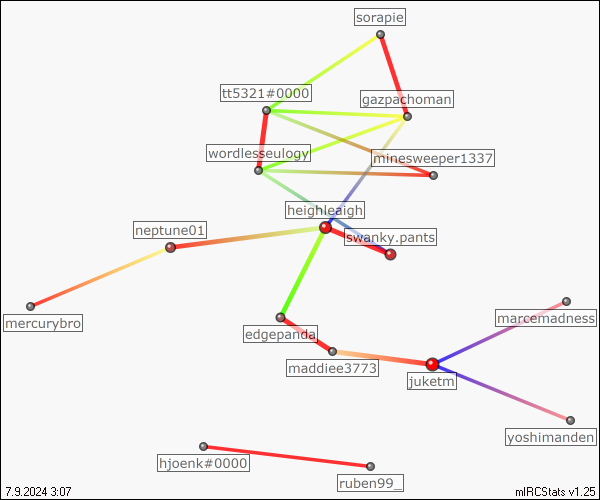 sorapie
tt5321#0000
gazpachoman
wordlesseulogy
minesweeper1337
heighleaigh
neptune01
swanky.pants
mercurybro
marcemadness
edgepanda
maddiee3773
juketm
yoshimanden
hjoenk#0000
ruben99_
7.9.2024 3:07
mIRCStats v1.25